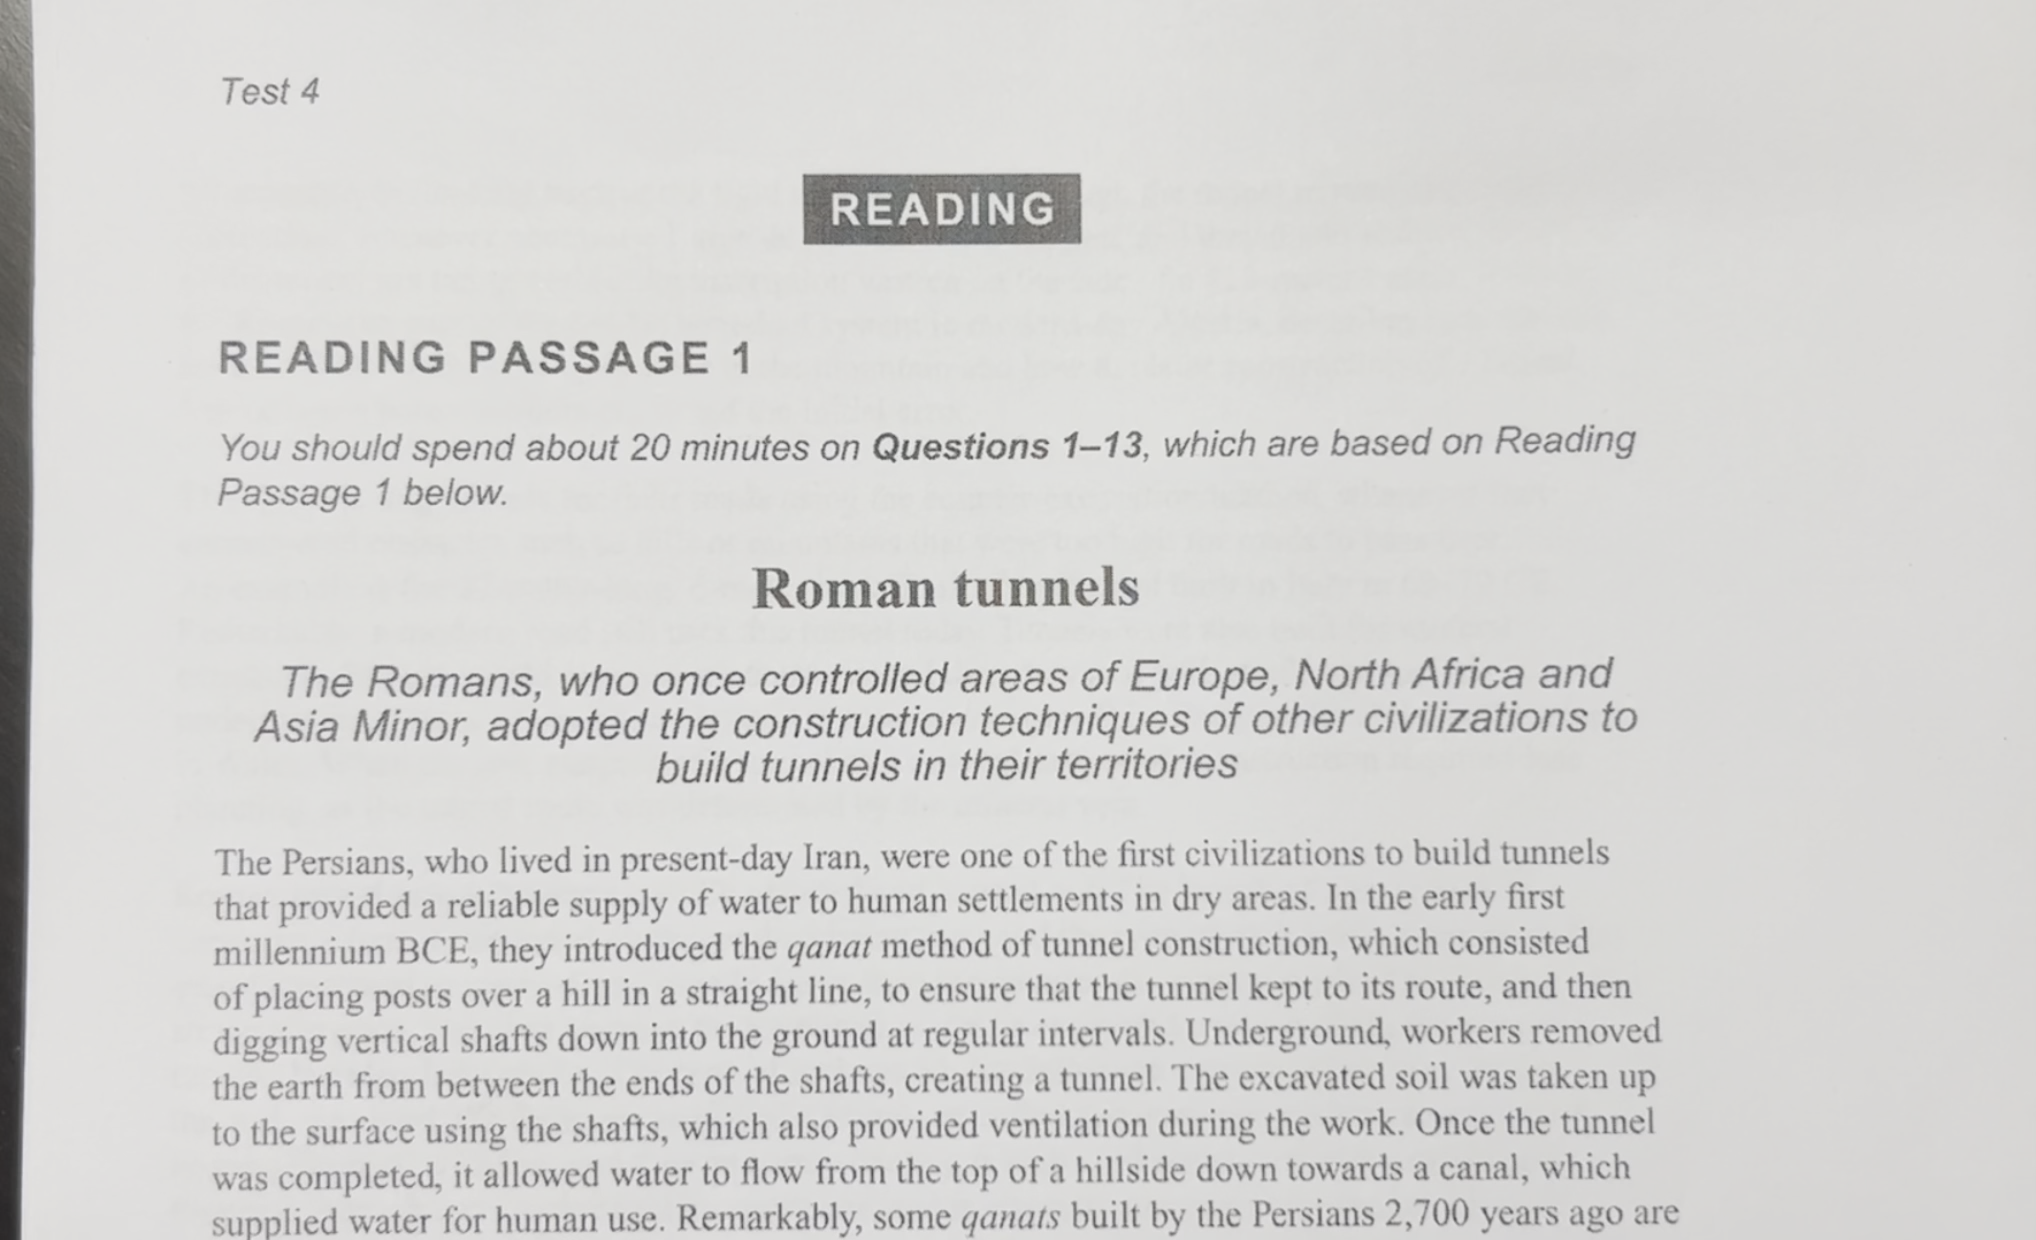 Test 4
READING
READING PASSAGE 1
You should spend about 20 minutes on Questions 1–13, which are based on Reading
Passage 1 below.
Roman tunnels
The Romans, who once controlled areas of Europe, North Africa and
Asia Minor, adopted the construction techniques of other civilizations to
build tunnels in their territories
The Persians, who lived in present-day Iran, were one of the first civilizations to build tunnels
that provided a reliable supply of water to human settlements in dry areas. In the early first
millennium BCE, they introduced the qanat method of tunnel construction, which consisted
of placing posts over a hill in a straight line, to ensure that the tunnel kept to its route, and then
digging vertical shafts down into the ground at regular intervals. Underground, workers removed
the earth from between the ends of the shafts, creating a tunnel. The excavated soil was taken up
to the surface using the shafts, which also provided ventilation during the work. Once the tunnel
was completed, it allowed water to flow from the top of a hillside down towards a canal, which
supplied water for human use. Remarkably, some qanats built by the Persians 2,700 years ago are